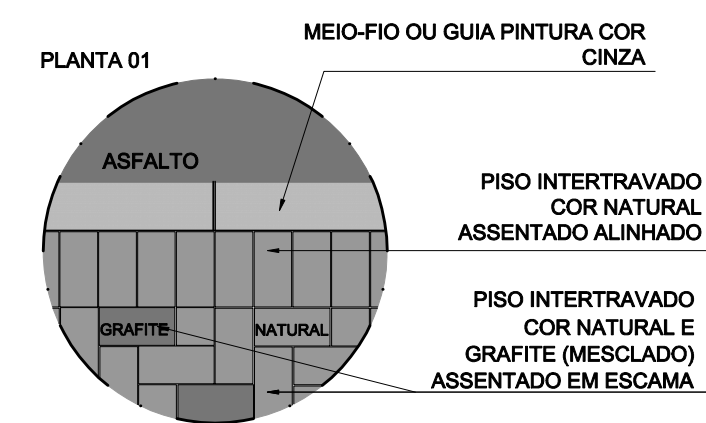 MEIO-FIO OU GUIA PINTURA COR
CINZA
PLANTA 01
ASFALTO
PISO INTERTRAVADO
COR NATURAL
ASSENTADO ALINHADO
PISO INTERTRAVADO
COR NATURAL E
GRAFITE (MESCLADO)
ASSENTADO EM ESCAMA
GRAFITE
NATURAL